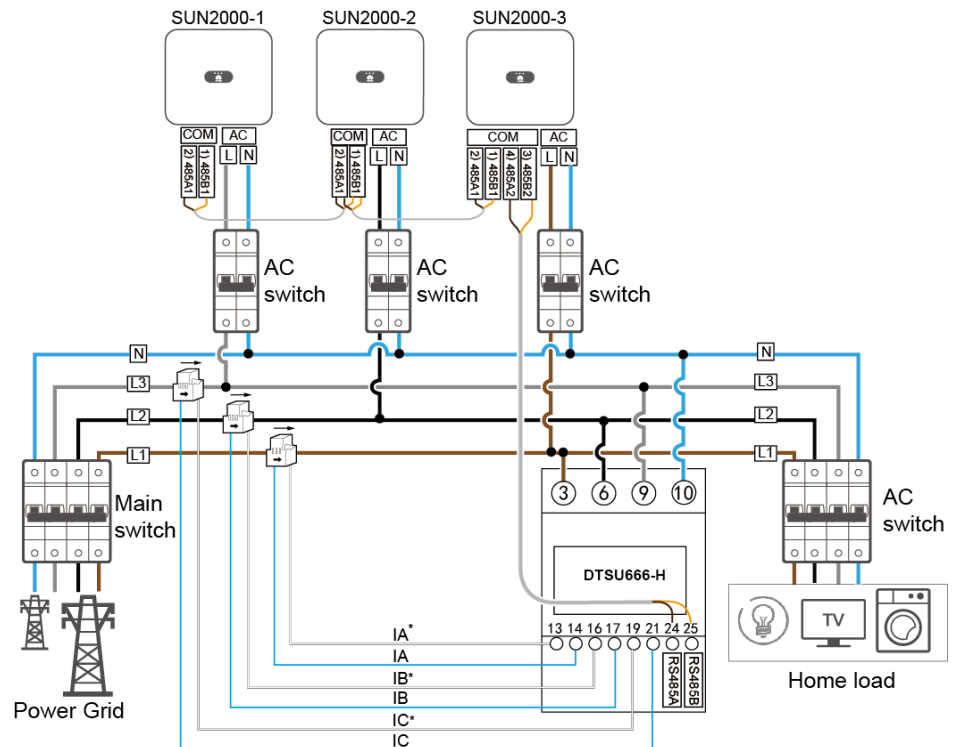 SUN2000-1
SUN2000-2
SUN2000-3
COM
AC
2) 485A1
1) 485B1
L
N
COM
AC
2) 485A1
1) 485B1
L
N
COM
AC
2) 485A1
1) 485B1
4) 485A2
3) 485B2
L
N
AC
switch
AC
switch
AC
switch
N
N
L3
L3
L2
L2
L1
L1
Main
switch
3
6
9
10
AC
switch
DTSU666-H
TV
13 14 16 17 19 21 24 25
RS485A
RS485B
IA*
IA
IB*
IB
IC*
IC
Power Grid
Home load